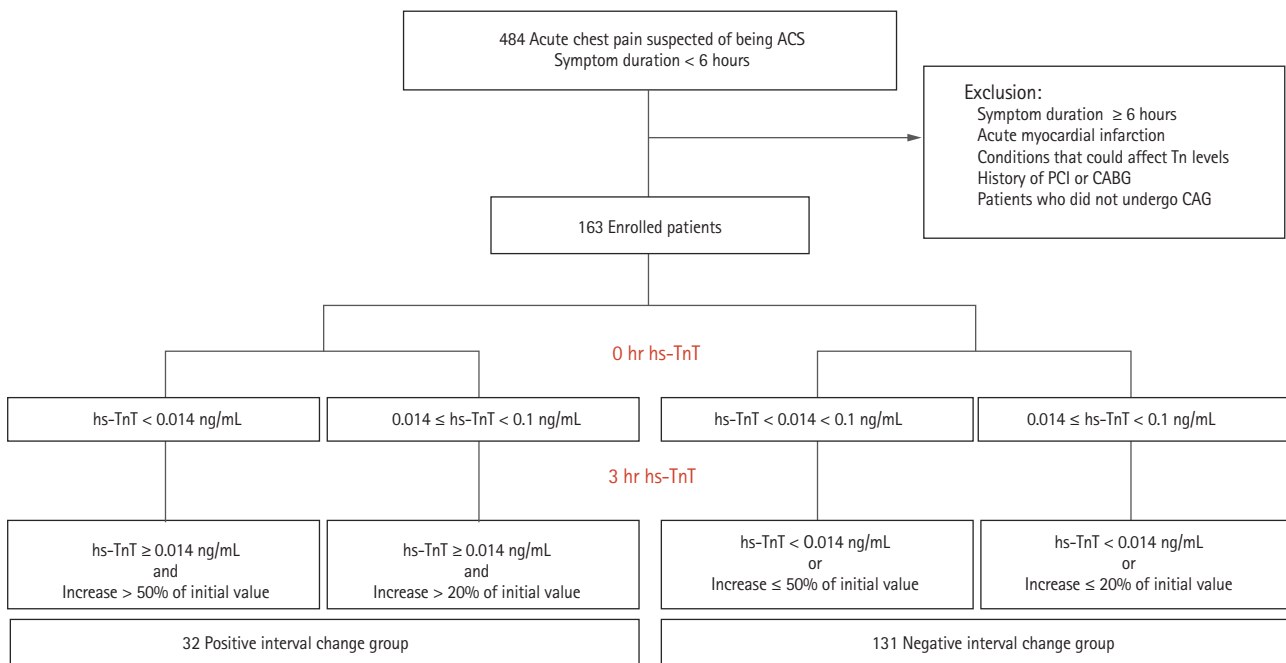 484 Acute chest pain suspected of being ACS
Symptom duration < 6 hours
Exclusion:
Symptom duration ≥ 6 hours
Acute myocardial infarction
Conditions that could affect Tn levels
History of PCI or CABG
Patients who did not undergo CAG
163 Enrolled patients
0 hr hs-TnT
hs-TnT < 0.014 ng/mL
0.014 ≤ hs-TnT < 0.1 ng/mL
hs-TnT < 0.014 < 0.1 ng/mL
0.014 ≤ hs-TnT < 0.1 ng/mL
3 hr hs-TnT
hs-TnT ≥ 0.014 ng/mL
and
Increase > 50% of initial value
hs-TnT ≥ 0.014 ng/mL
and
Increase > 20% of initial value
hs-TnT < 0.014 ng/mL
or
Increase ≤ 50% of initial value
hs-TnT < 0.014 ng/mL
or
Increase ≤ 20% of initial value
32 Positive interval change group
131 Negative interval change group